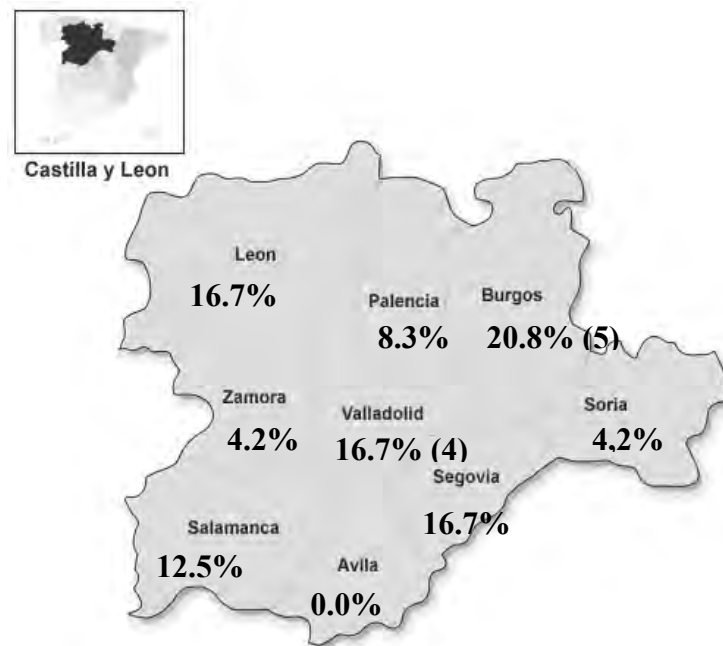 Castilla y Leon
Leon
16.7%
Palencia
8.3%
Burgos
20.8% (5)
Zamora
4.2%
Valladolid
16.7% (4)
Soria
4,2%
Segovia
16.7%
Salamanca
12.5%
Avila
0.0%